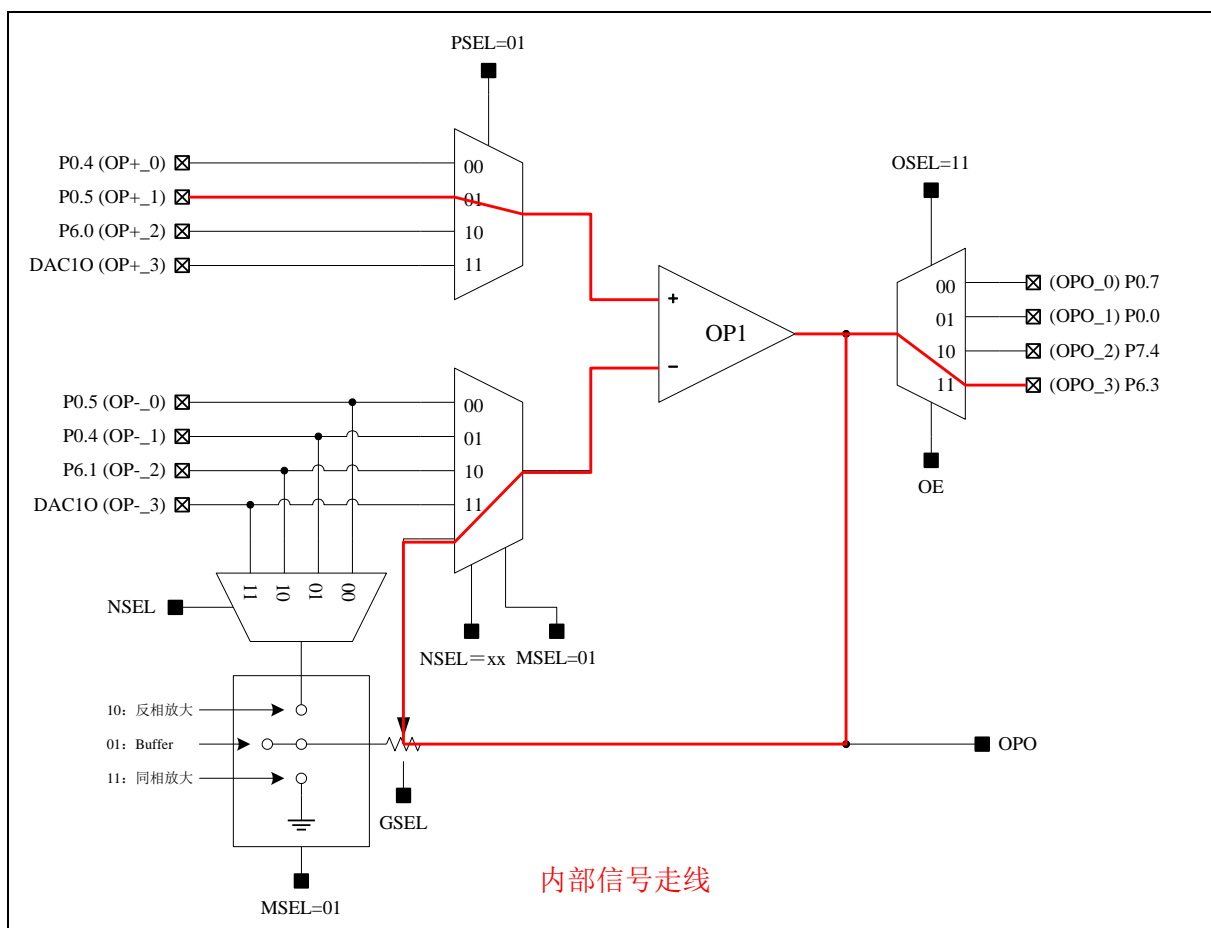 PSEL=01
P0.4 (OP+_0)
P0.5 (OP+_1)
P6.0 (OP+_2)
DAC1O (OP+_3)
00
01
10
11
OSEL=11
00
01
10
11
(OPO_0) P0.7
(OPO_1) P0.0
(OPO_2) P7.4
(OPO_3) P6.3
OE
+
OP1
-
P0.5 (OP-_0)
P0.4 (OP-_1)
P6.1 (OP-_2)
DAC1O (OP-_3)
00
01
10
11
11
10
01
00
NSEL
NSEL=xx
MSEL=01
10：反相放大
01：Buffer
11：同相放大
GSEL
OPO
MSEL=01
内部信号走线